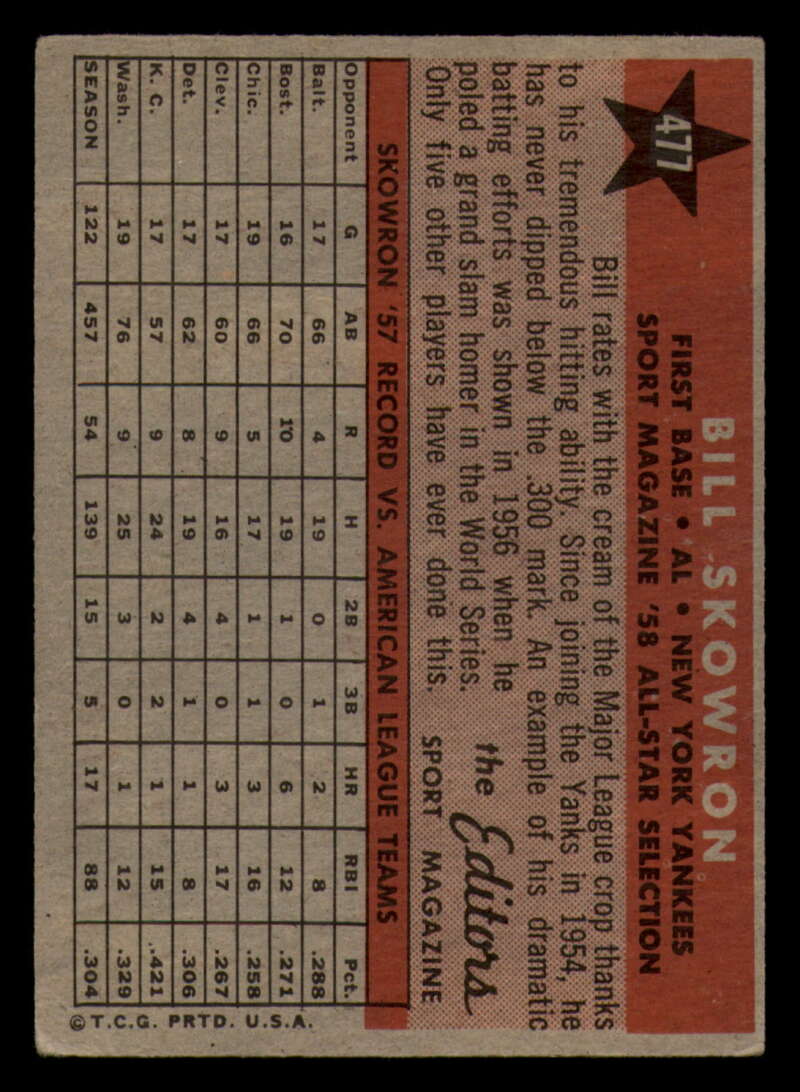 477
BILL SKOWRON
FIRST BASE • AL • NEW YORK YANKEES
SPORT MAGAZINE '58 ALL-STAR SELECTION
Bill rates with the cream of the Major League crop thanks
to his tremendous hitting ability. Since joining the Yanks in 1954, he
has never dipped below the .300 mark. An example of his dramatic
batting efforts was shown in 1956 when he
poled a grand slam homer in the World Series.
Only five other players have ever done this.
the Editors
SPORT MAGAZINE
SKOWRON '57 RECORD VS. AMERICAN LEAGUE TEAMS
Opponent G AB R H 2B 3B HR RBI Pct.
Balt. 17 66 4 19 0 1 2 8 .288
Bost. 16 70 10 19 1 0 6 12 .271
Chic. 19 66 5 17 1 1 3 16 .258
Clev. 17 60 9 16 4 0 3 17 .267
Det. 17 62 8 19 4 1 1 8 .306
K. C. 17 57 9 24 2 2 1 15 .421
Wash. 19 76 9 25 3 0 1 12 .329
SEASON 122 457 54 139 15 5 17 88 .304
© T.C.G. PRTD. U.S.A.